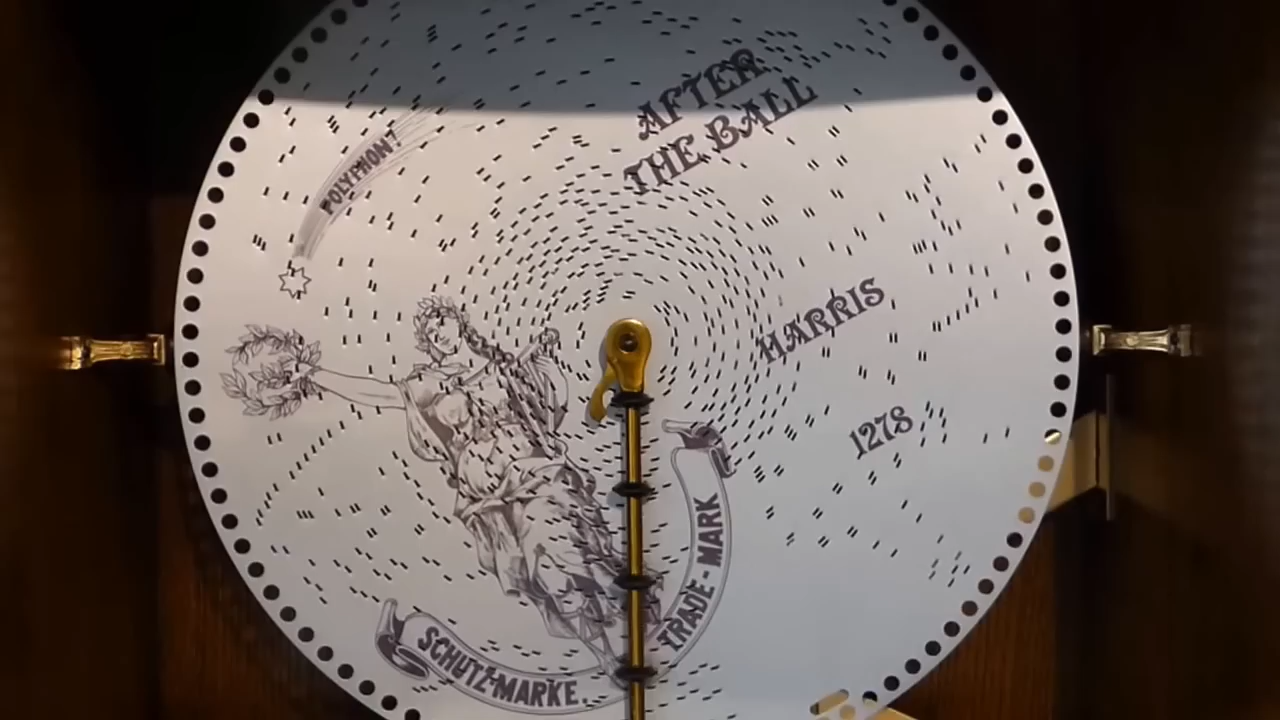 AFTER
THE BALL
POLYPHON!
HARRIS
1278
TRADE-MARK
SCHUTZ-MARKE.